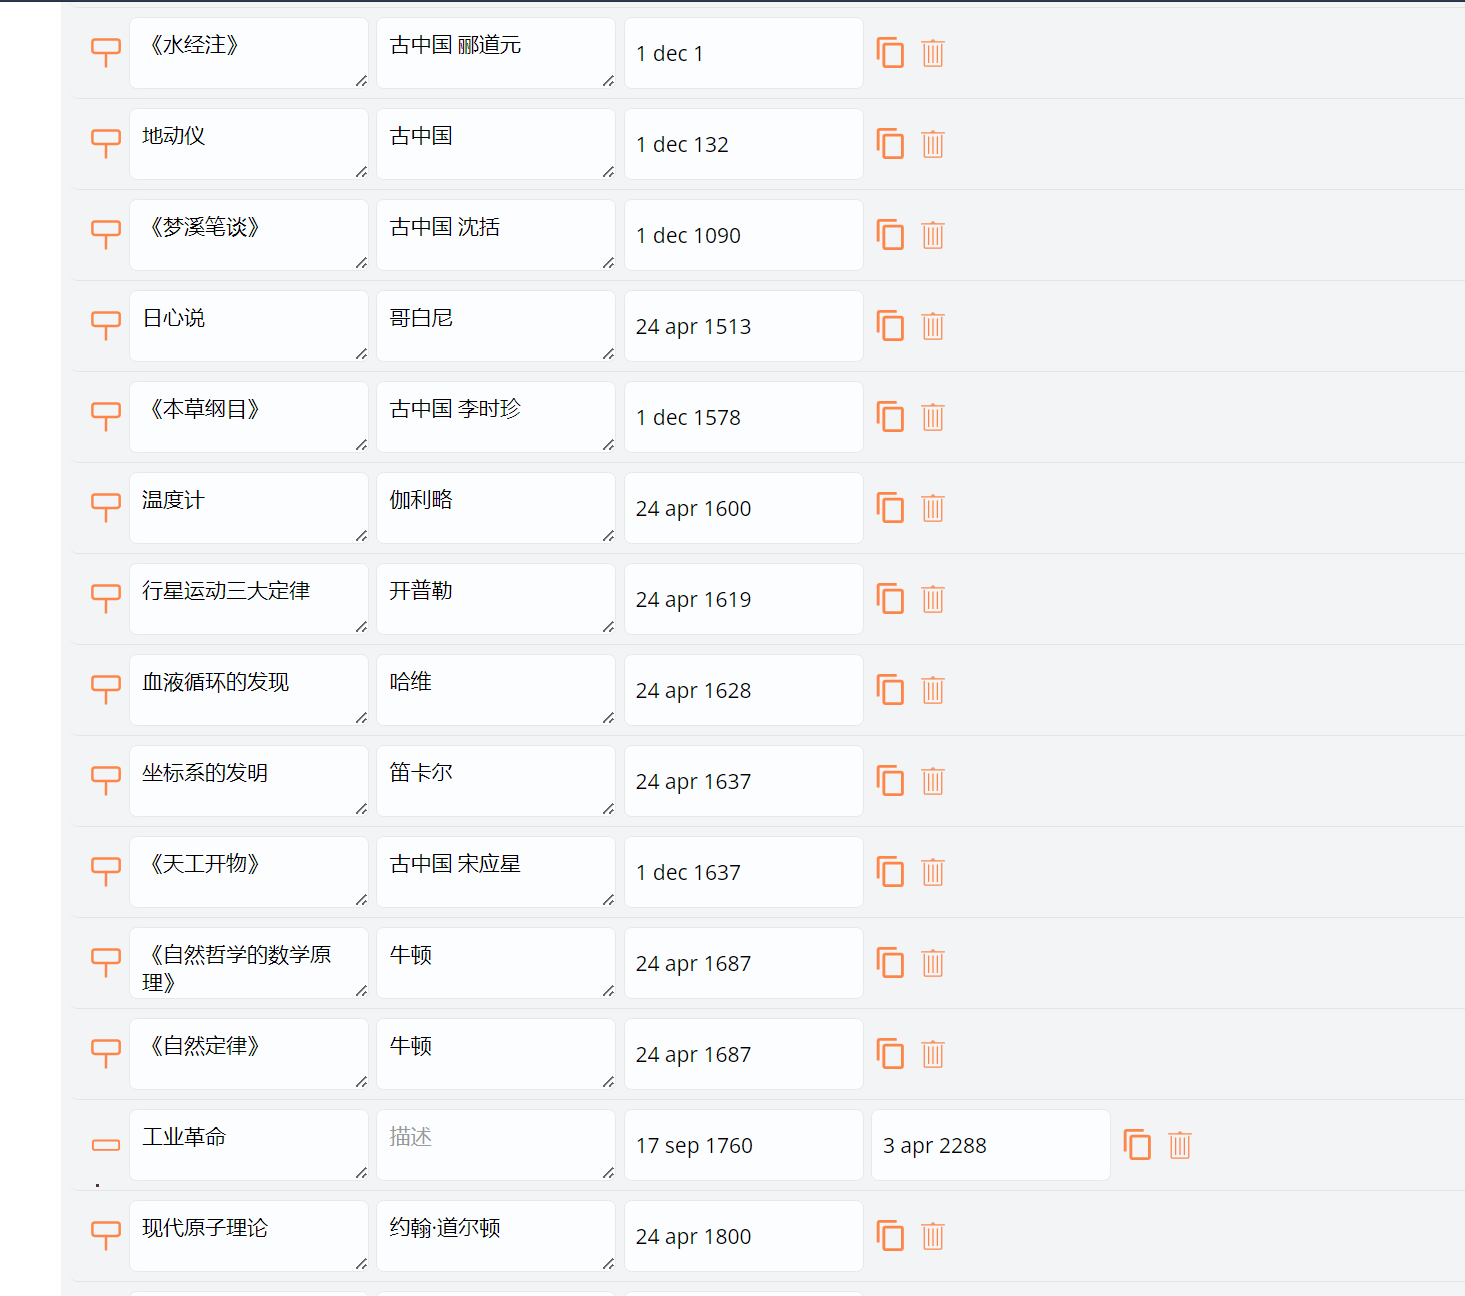 《水经注》
古中国 郦道元
1 dec 1
地动仪
古中国
1 dec 132
《梦溪笔谈》
古中国 沈括
1 dec 1090
日心说
哥白尼
24 apr 1513
《本草纲目》
古中国 李时珍
1 dec 1578
温度计
伽利略
24 apr 1600
行星运动三大定律
开普勒
24 apr 1619
血液循环的发现
哈维
24 apr 1628
坐标系的发明
笛卡尔
24 apr 1637
《天工开物》
古中国 宋应星
1 dec 1637
《自然哲学的数学原
理》
牛顿
24 apr 1687
《自然定律》
牛顿
24 apr 1687
工业革命
描述
17 sep 1760
3 apr 2288
现代原子理论
约翰·道尔顿
24 apr 1800